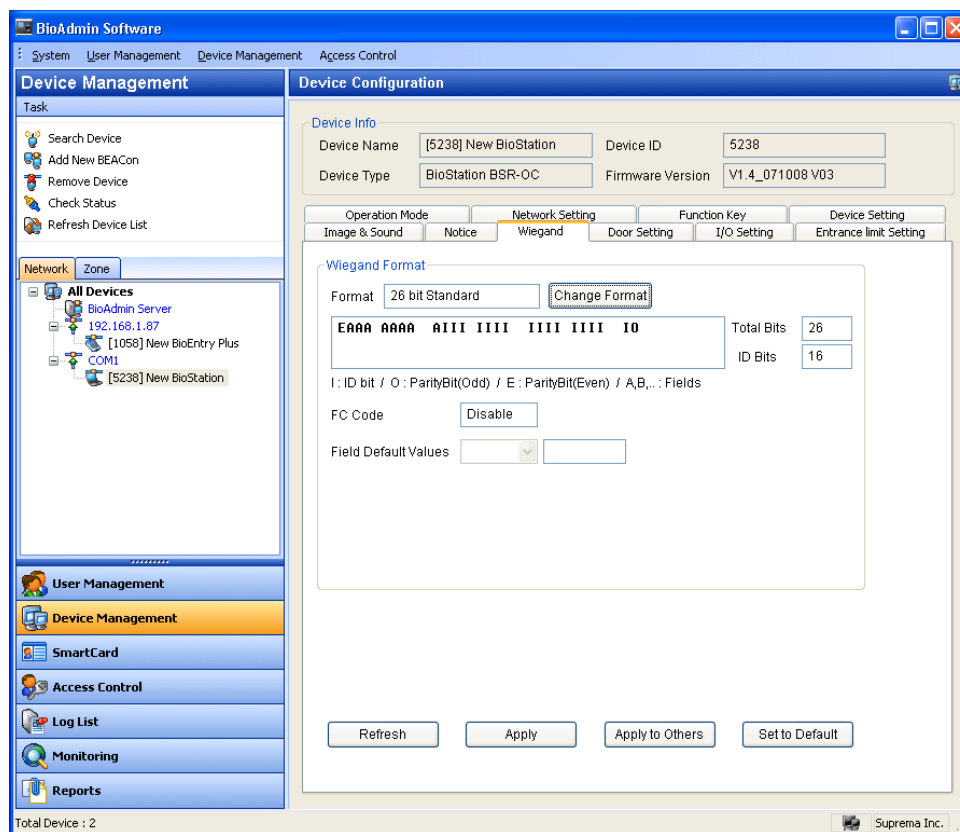 BioAdmin Software
System User Management Device Management Access Control
Device Management
Task
Search Device
Add New BEACon
Remove Device
Check Status
Refresh Device List
Network Zone
All Devices
BioAdmin Server
192.168.1.87
[1058] New BioEntry Plus
COM1
[5238] New BioStation
User Management
Device Management
SmartCard
Access Control
Log List
Monitoring
Reports
Device Configuration
Device Info
Device Name [5238] New BioStation Device ID 5238
Device Type BioStation BSR-OC Firmware Version V1.4_071008 V03
Operation Mode Network Setting Function Key Device Setting
Image & Sound Notice Wiegand Door Setting I/O Setting Entrance limit Setting
Wiegand Format
Format 26 bit Standard Change Format
EAAA AAAA AIII IIII IIII IIII IO Total Bits 26
ID Bits 16
I : ID bit / O : ParityBit(Odd) / E : ParityBit(Even) / A,B,.. : Fields
FC Code Disable
Field Default Values
Refresh Apply Apply to Others Set to Default
Total Device : 2 Suprema Inc.